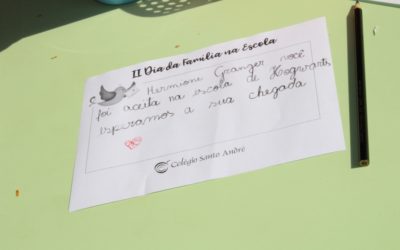 II Dia da Família na Escola
Hermione Granger você
foi aceita na escola de Hogwarts
esperamos a sua chegada
Colégio Santo André